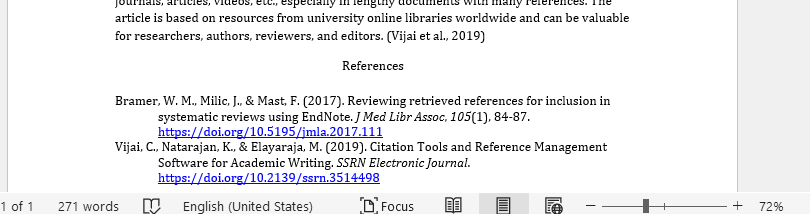 journals, articles, videos, etc., especially in lengthy documents with many references. The
article is based on resources from university online libraries worldwide and can be valuable
for researchers, authors, reviewers, and editors. (Vijai et al., 2019)
References
Bramer, W. M., Milic, J., & Mast, F. (2017). Reviewing retrieved references for inclusion in
systematic reviews using EndNote. J Med Libr Assoc, 105(1), 84-87.
https://doi.org/10.5195/jmla.2017.111
Vijai, C., Natarajan, K., & Elayaraja, M. (2019). Citation Tools and Reference Management
Software for Academic Writing. SSRN Electronic Journal.
https://doi.org/10.2139/ssrn.3514498
1 of 1 271 words English (United States) Focus 72%